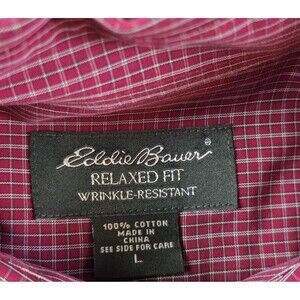 Eddie Bauer®
RELAXED FIT
WRINKLE-RESISTANT
100% COTTON
MADE IN
CHINA
SEE SIDE FOR CARE
L